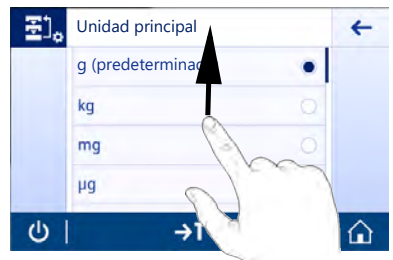 Unidad principal
g (predeterminad
kg
mg
µg
→T